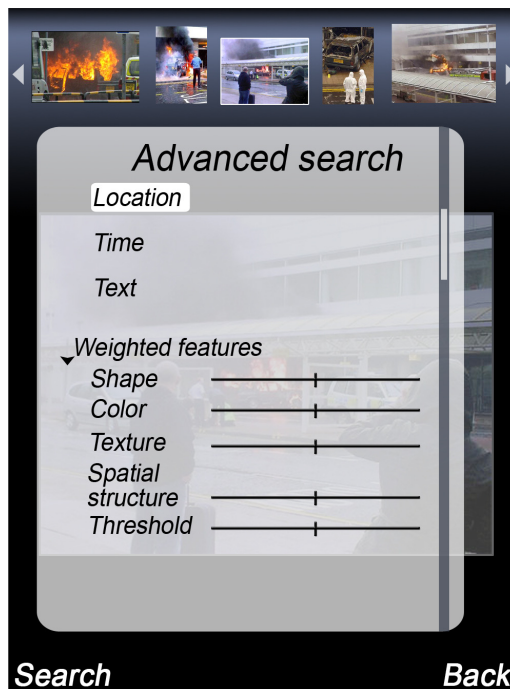 Advanced search
Location
Time
Text
Weighted features
Shape
Color
Texture
Spatial
structure
Threshold
Search
Back